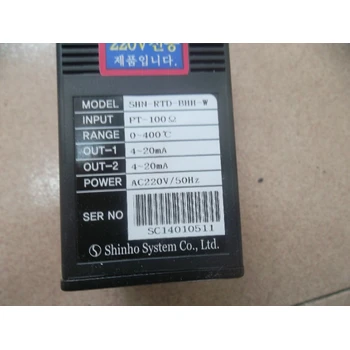 220V전용
제품입니다.
MODEL SHN-RTD-BHH-W
INPUT PT-100Ω
RANGE 0-400℃
OUT-1 4-20mA
OUT-2 4-20mA
POWER AC220V/50Hz
SER NO
SC14010511
Shinho System Co., Ltd.